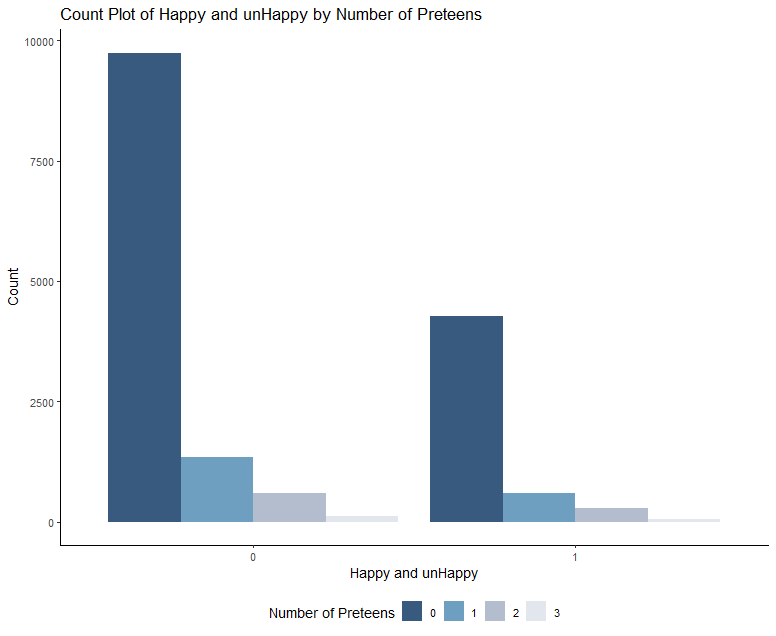 Count Plot of Happy and unHappy by Number of Preteens
10000
7500
5000
2500
0
Count
0 1
Happy and unHappy
Number of Preteens 0 1 2 3